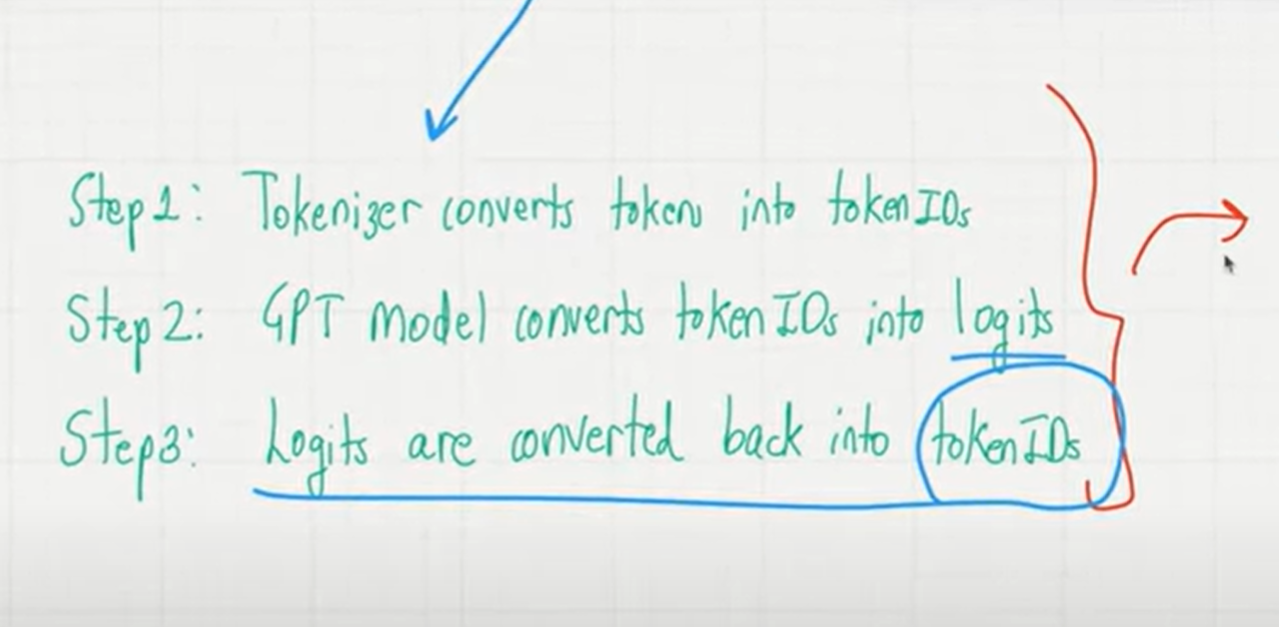 Step 1: Tokenizer converts token into token IDs
Step 2: GPT model converts token IDs into logits
Step 3: Logits are converted back into token IDs